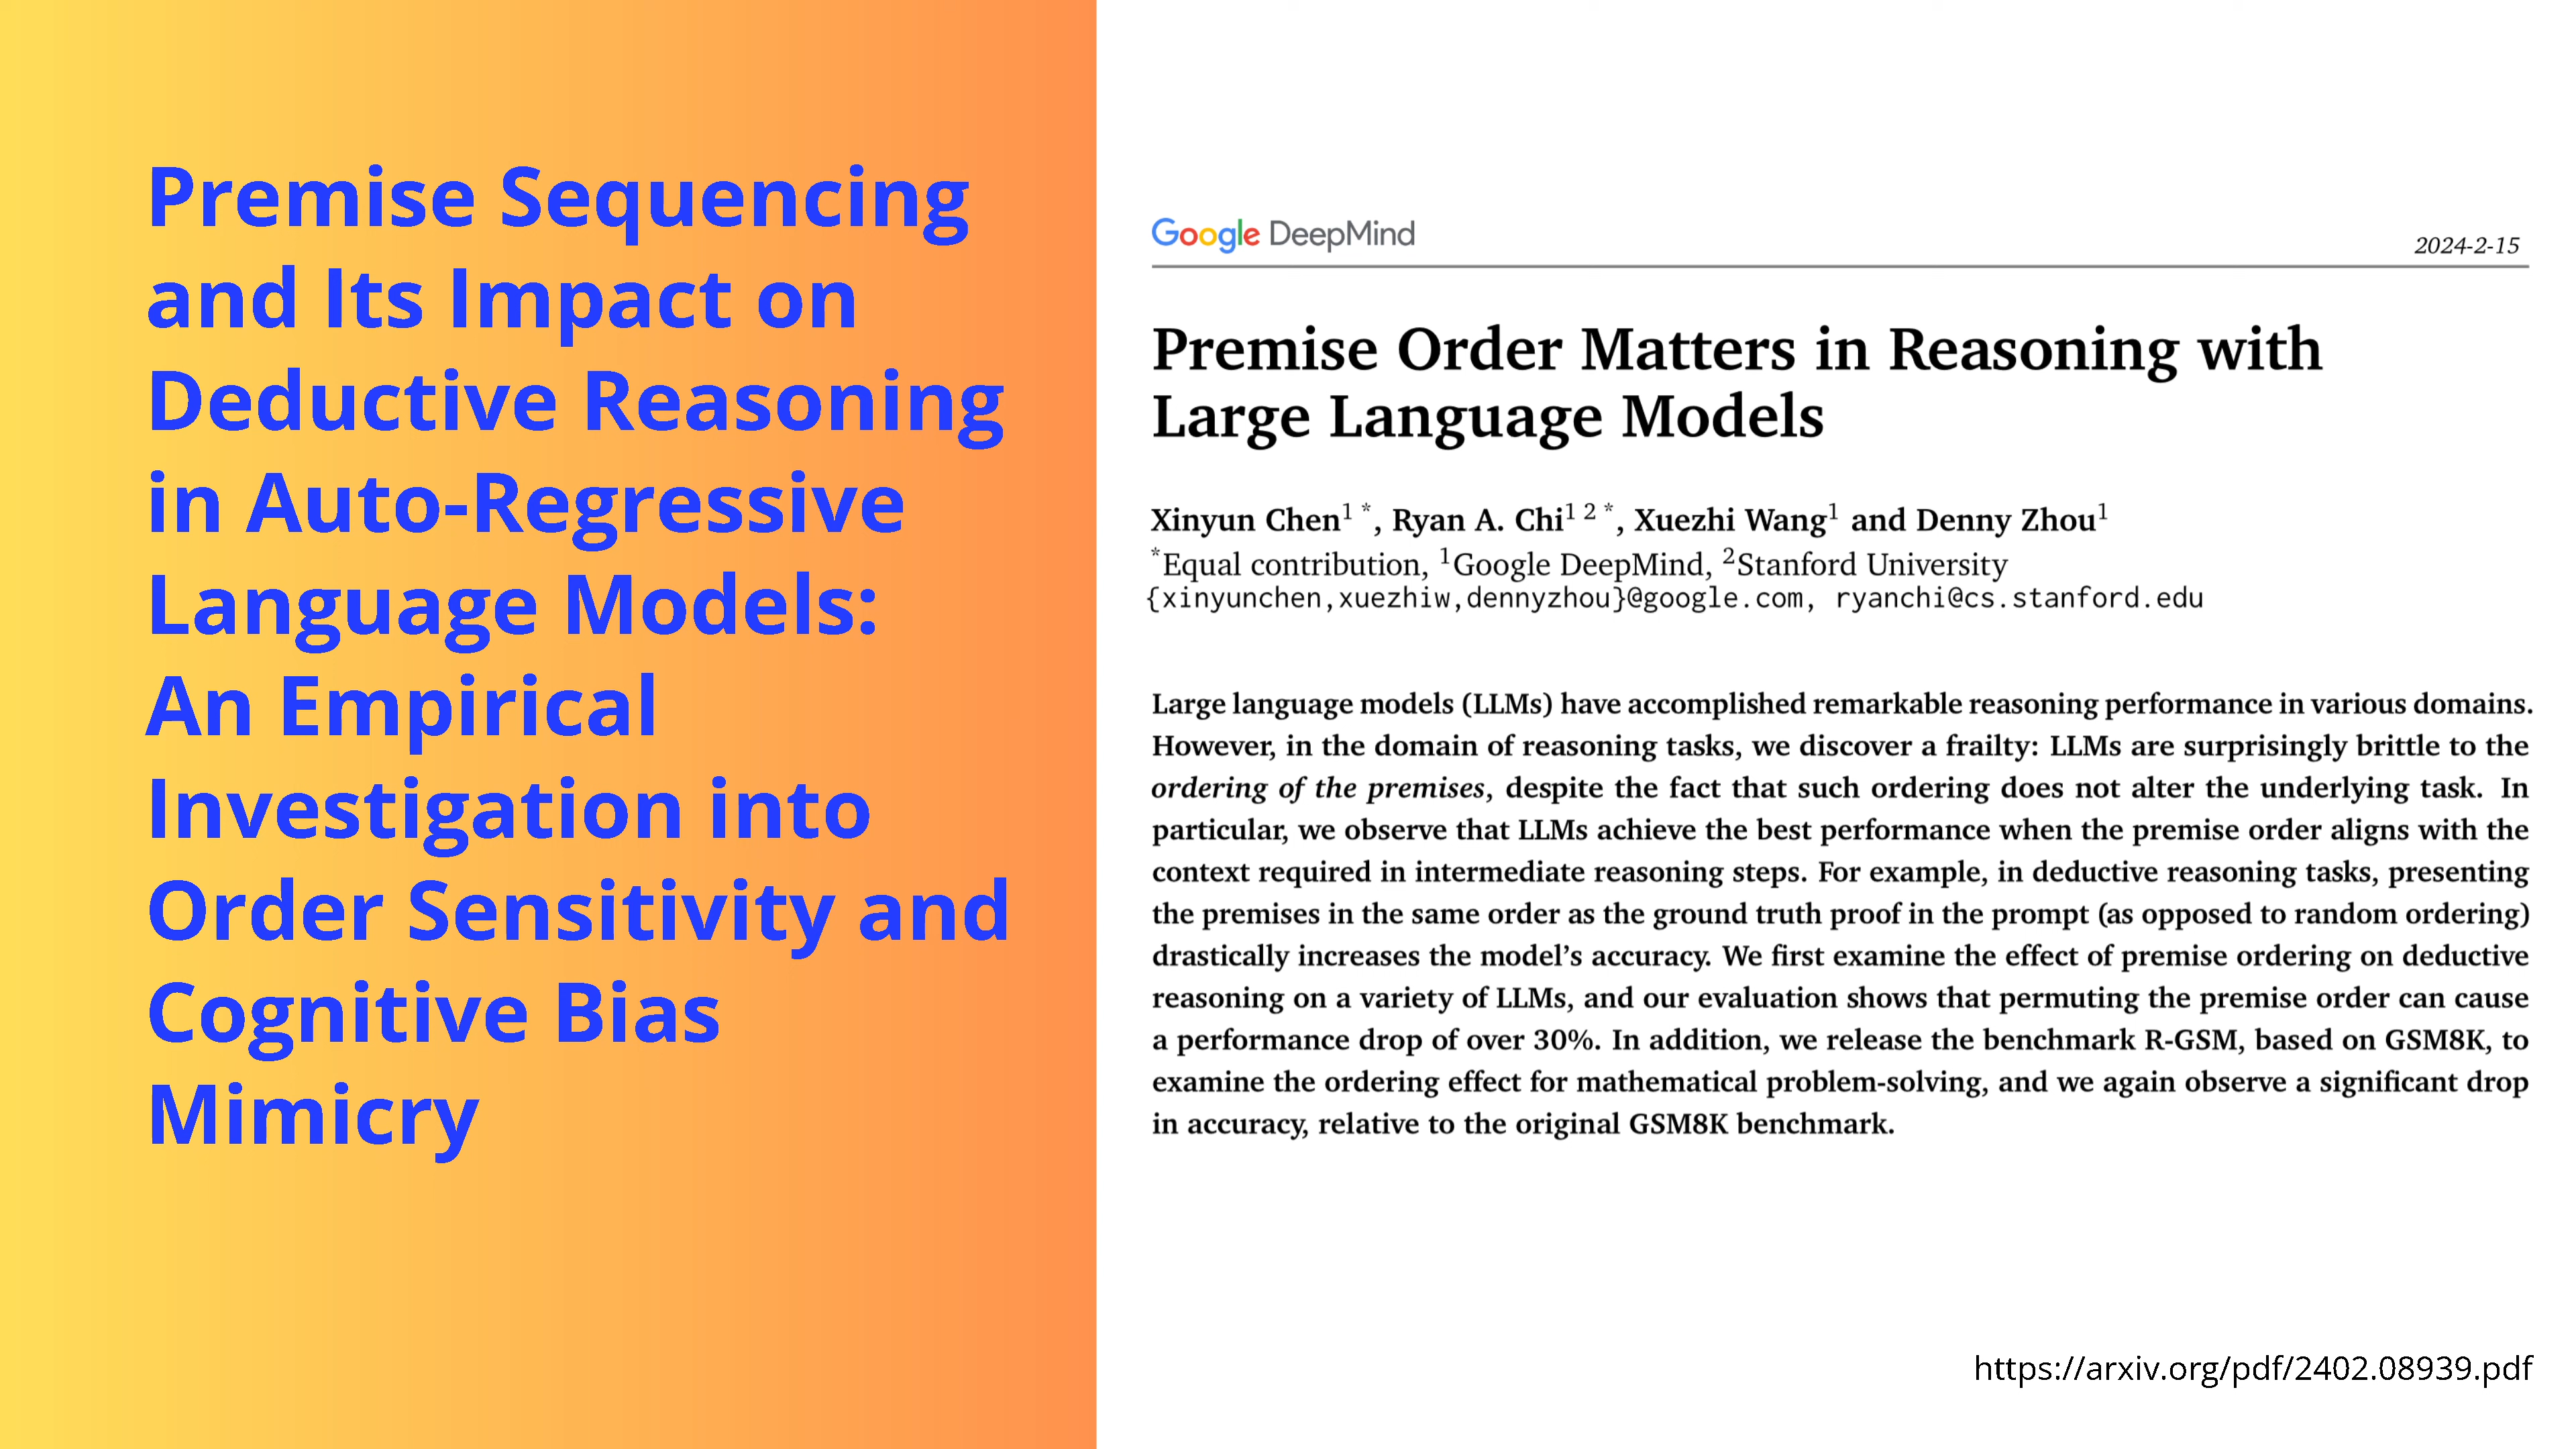 Premise Sequencing
and Its Impact on
Deductive Reasoning
in Auto-Regressive
Language Models:
An Empirical
Investigation into
Order Sensitivity and
Cognitive Bias
Mimicry
Google DeepMind
2024-2-15
Premise Order Matters in Reasoning with
Large Language Models
Xinyun Chen1 *, Ryan A. Chi1 2 *, Xuezhi Wang1 and Denny Zhou1
*Equal contribution, 1Google DeepMind, 2Stanford University
{xinyunchen,xuezhiw,dennyzhou}@google.com, ryanchi@cs.stanford.edu
Large language models (LLMs) have accomplished remarkable reasoning performance in various domains.
However, in the domain of reasoning tasks, we discover a frailty: LLMs are surprisingly brittle to the
ordering of the premises, despite the fact that such ordering does not alter the underlying task. In
particular, we observe that LLMs achieve the best performance when the premise order aligns with the
context required in intermediate reasoning steps. For example, in deductive reasoning tasks, presenting
the premises in the same order as the ground truth proof in the prompt (as opposed to random ordering)
drastically increases the model's accuracy. We first examine the effect of premise ordering on deductive
reasoning on a variety of LLMs, and our evaluation shows that permuting the premise order can cause
a performance drop of over 30%. In addition, we release the benchmark R-GSM, based on GSM8K, to
examine the ordering effect for mathematical problem-solving, and we again observe a significant drop
in accuracy, relative to the original GSM8K benchmark.
https://arxiv.org/pdf/2402.08939.pdf